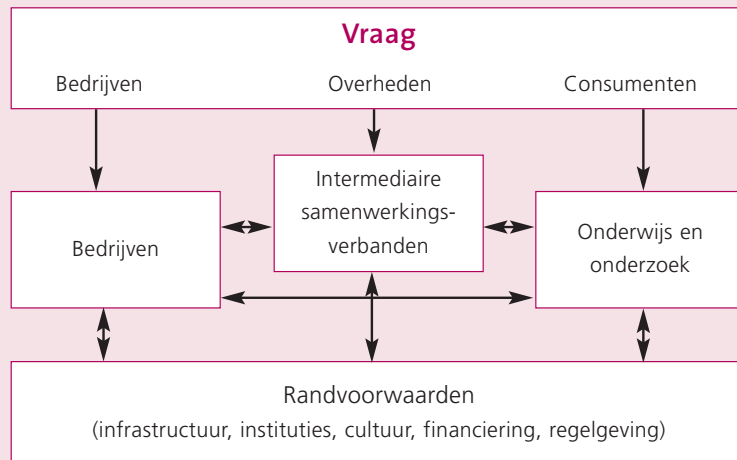 Vraag
Bedrijven Overheden Consumenten
Intermediaire
samenwerkings-
verbanden
Bedrijven
Onderwijs en
onderzoek
Randvoorwaarden
(infrastructuur, instituties, cultuur, financiering, regelgeving)